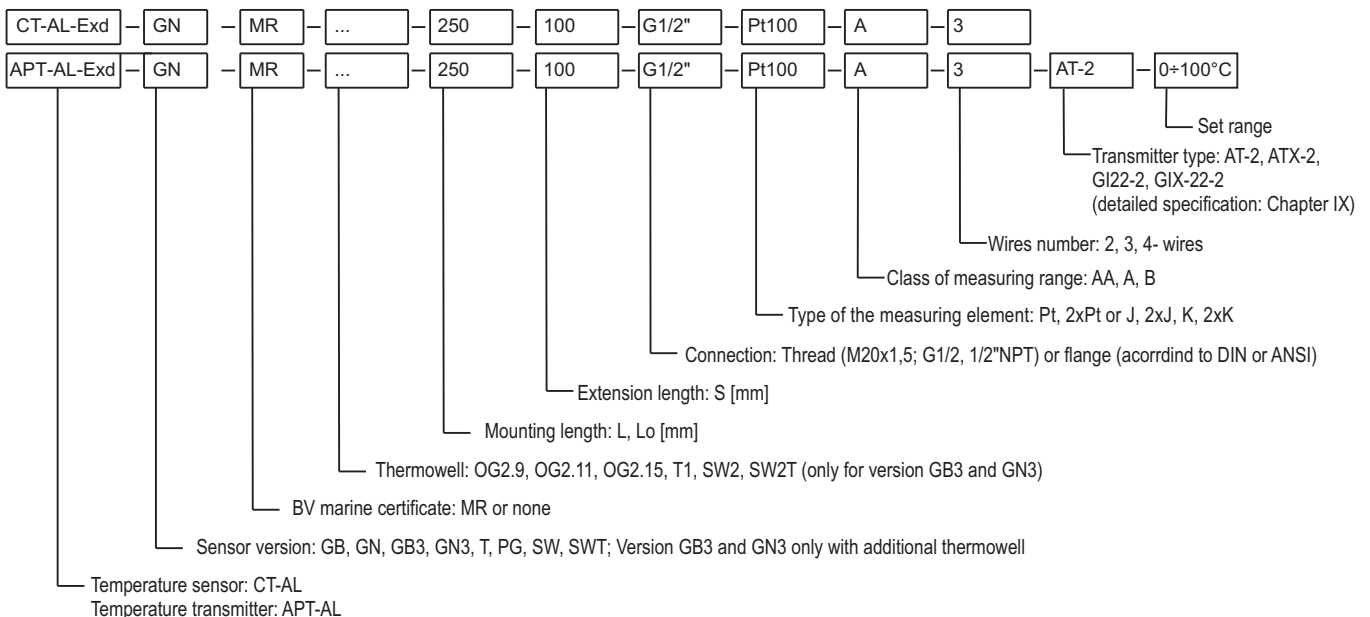 CT-AL-Exd – GN – MR – ... – 250 – 100 – G1/2" – Pt100 – A – 3
APT-AL-Exd – GN – MR – ... – 250 – 100 – G1/2" – Pt100 – A – 3 – AT-2 – 0÷100°C
Set range
Transmitter type: AT-2, ATX-2,
GI22-2, GIX-22-2
(detailed specification: Chapter IX)
Wires number: 2, 3, 4- wires
Class of measuring range: AA, A, B
Type of the measuring element: Pt, 2xPt or J, 2xJ, K, 2xK
Connection: Thread (M20x1,5; G1/2, 1/2"NPT) or flange (acorrdind to DIN or ANSI)
Extension length: S [mm]
Mounting length: L, Lo [mm]
Thermowell: OG2.9, OG2.11, OG2.15, T1, SW2, SW2T (only for version GB3 and GN3)
BV marine certificate: MR or none
Sensor version: GB, GN, GB3, GN3, T, PG, SW, SWT; Version GB3 and GN3 only with additional thermowell
Temperature sensor: CT-AL
Temperature transmitter: APT-AL